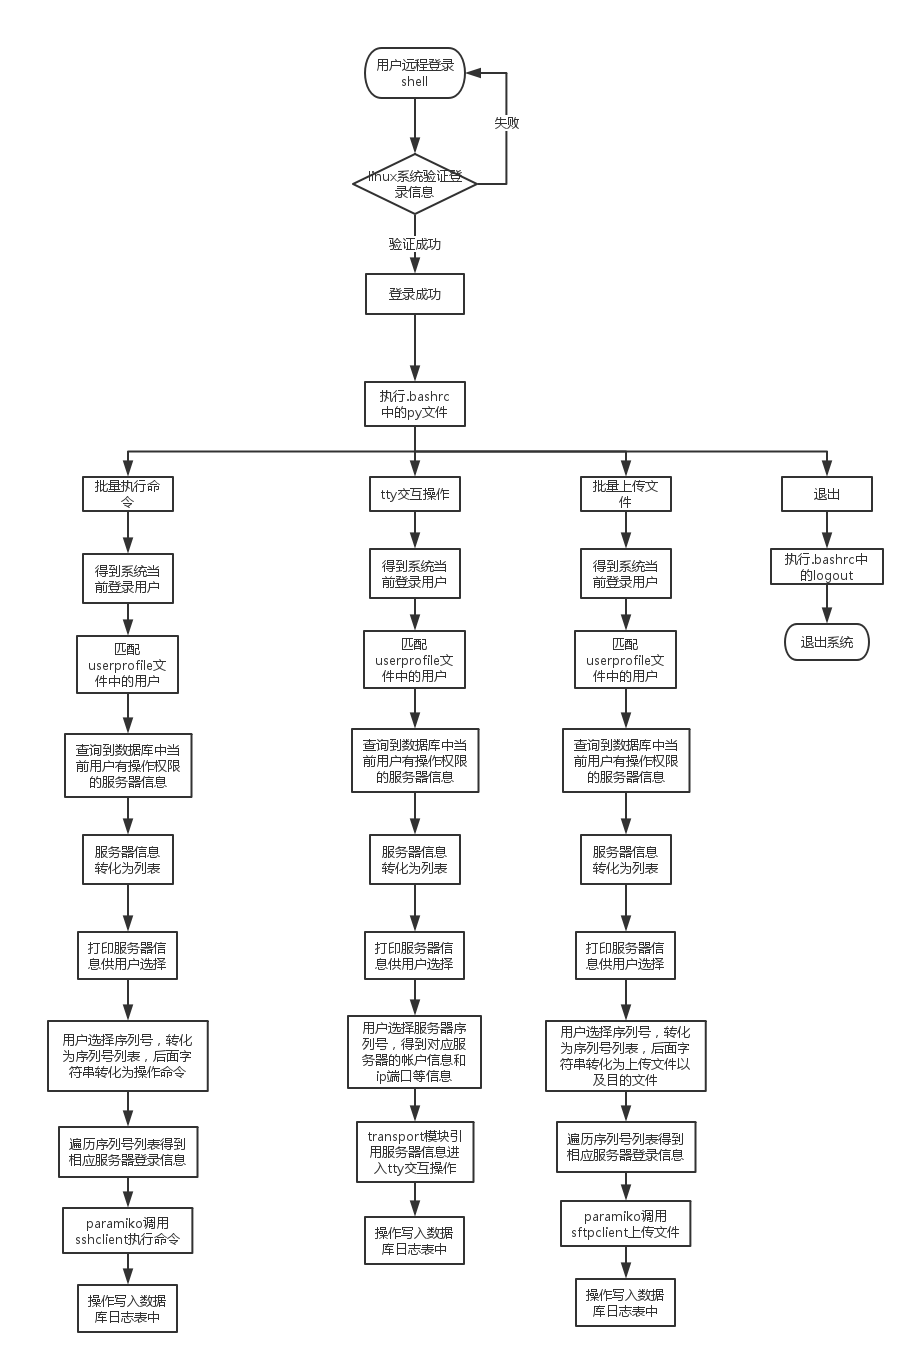 用户远程登录
shell
失败
linux系统验证登
录信息
验证成功
登录成功
执行.bashrc
中的py文件
批量执行命
令
得到系统当
前登录用户
匹配
userprofile文
件中的用户
查询到数据库中当
前用户有操作权限
的服务器信息
服务器信息
转化为列表
打印服务器信
息供用户选择
用户选择序列号，转化
为序列号列表，后面字
符串转化为操作命令
遍历序列号列表得到
相应服务器登录信息
paramiko调用
sshclient执行命令
操作写入数据
库日志表中
tty交互操作
得到系统当
前登录用户
匹配
userprofile文
件中的用户
查询到数据库中当
前用户有操作权限
的服务器信息
服务器信息
转化为列表
打印服务器信
息供用户选择
用户选择服务器序
列号，得到对应服
务器的帐户信息和
ip端口等信息
transport模块引
用服务器信息进
入tty交互操作
操作写入数据
库日志表中
批量上传文
件
得到系统当
前登录用户
匹配
userprofile文
件中的用户
查询到数据库中当
前用户有操作权限
的服务器信息
服务器信息
转化为列表
打印服务器信
息供用户选择
用户选择序列号，转化
为序列号列表，后面字
符串转化为上传文件以
及目的文件
遍历序列号列表得到
相应服务器登录信息
paramiko调用
sftpclient上传文件
操作写入数据
库日志表中
退出
执行.bashrc中
的logout
退出系统